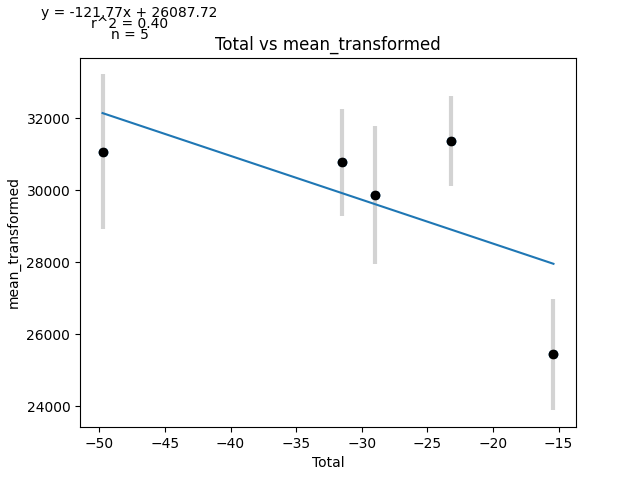 y = -121.77x + 26087.72
r^2 = 0.40
n = 5
Total vs mean_transformed
mean_transformed
32000
30000
28000
26000
24000
−50
−45
−40
−35
−30
−25
−20
−15
Total